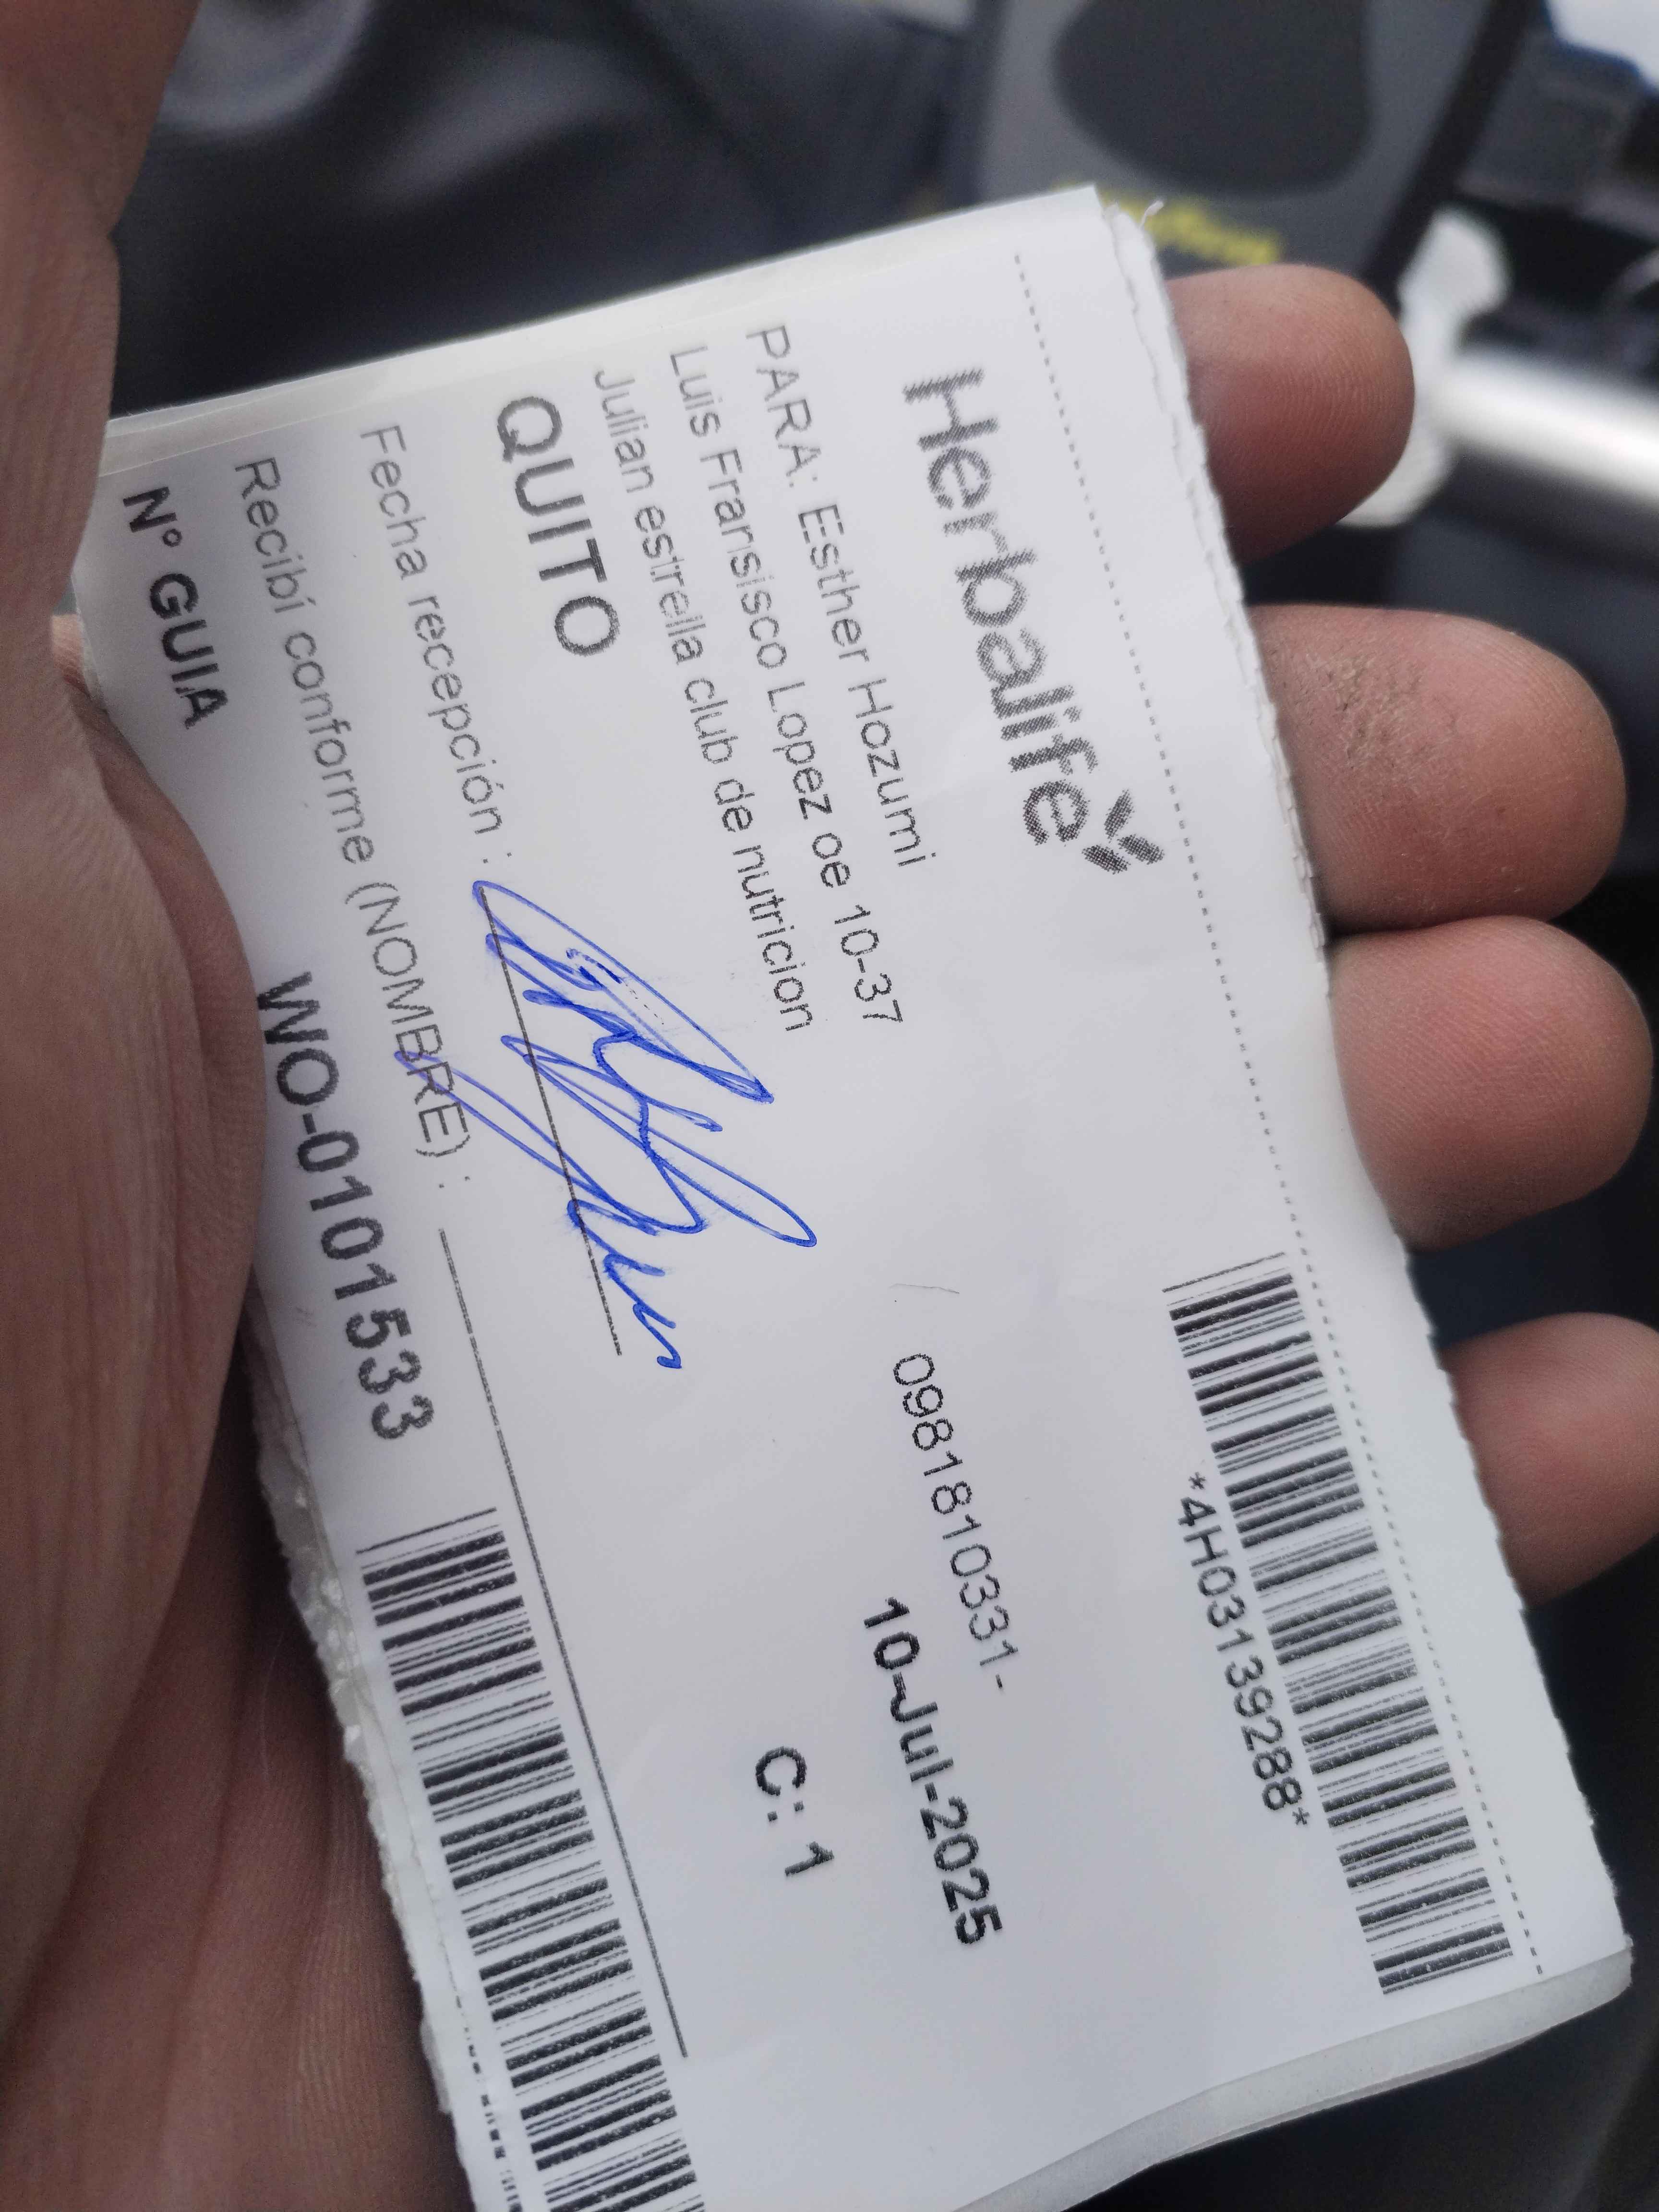 Herbalife
*4H03139288*
PARA: Esther Hozumi
0981810331-
Luis Fransisco Lopez oe 10-37
10-Jul-2025
Julian estrella club de nutricion
QUITO
C: 1
Fecha recepción :
Recibí conforme (NOMBRE) :
N° GUIA
WO-0101533